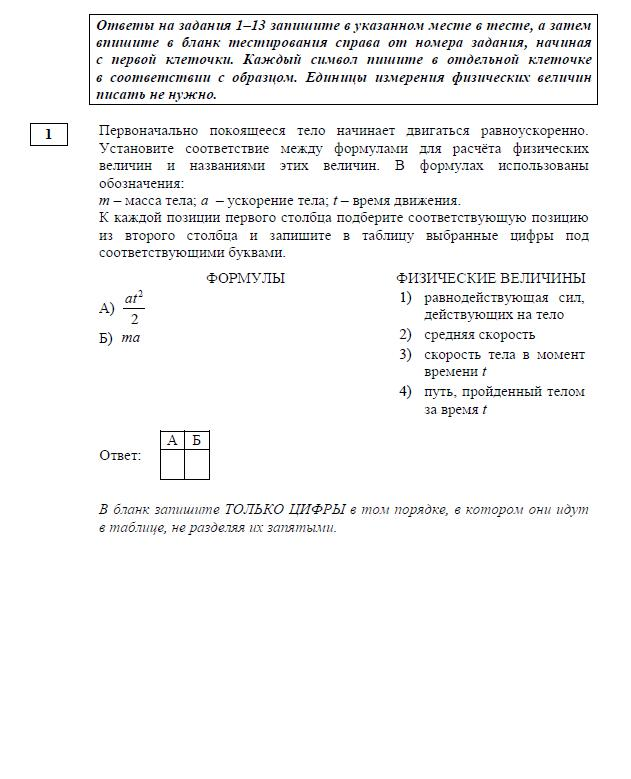 Ответы на задания 1–13 запишите в указанном месте в тесте, а затем
впишите в бланк тестирования справа от номера задания, начиная
с первой клеточки. Каждый символ пишите в отдельной клеточке
в соответствии с образцом. Единицы измерения физических величин
писать не нужно.
1
Первоначально покоящееся тело начинает двигаться равноускоренно.
Установите соответствие между формулами для расчёта физических
величин и названиями этих величин. В формулах использованы
обозначения:
m – масса тела; a – ускорение тела; t – время движения.
К каждой позиции первого столбца подберите соответствующую позицию
из второго столбца и запишите в таблицу выбранные цифры под
соответствующими буквами.
ФОРМУЛЫ
А) at²/2
Б) ma
ФИЗИЧЕСКИЕ ВЕЛИЧИНЫ
1) равнодействующая сил,
действующих на тело
2) средняя скорость
3) скорость тела в момент
времени t
4) путь, пройденный телом
за время t
Ответ:
А Б
В бланк запишите ТОЛЬКО ЦИФРЫ в том порядке, в котором они идут
в таблице, не разделяя их запятыми.